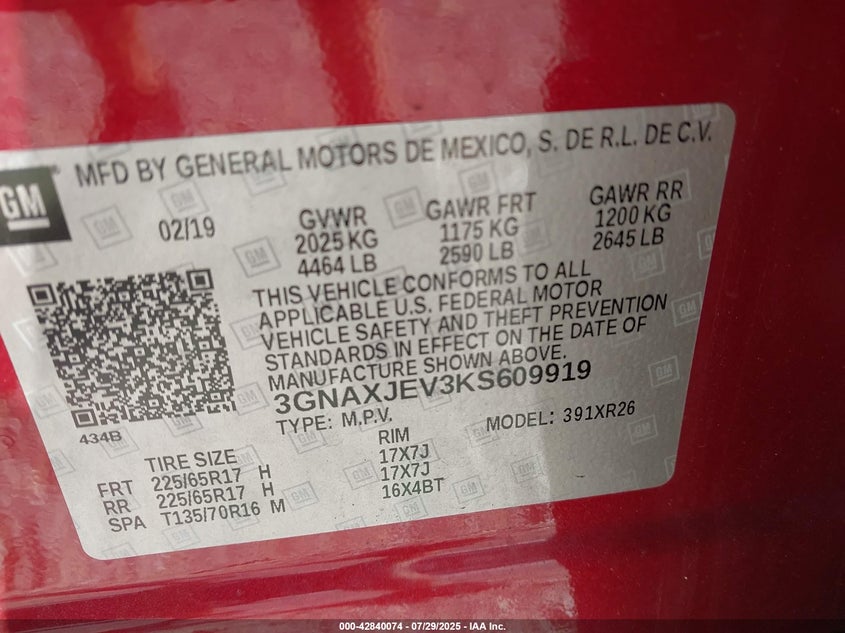 GM
® MFD BY GENERAL MOTORS DE MEXICO, S. DE R.L. DE C.V.
02/19
GVWR
2025 KG
4464 LB
GAWR FRT
1175 KG
2590 LB
GAWR RR
1200 KG
2645 LB
THIS VEHICLE CONFORMS TO ALL
APPLICABLE U.S. FEDERAL MOTOR
VEHICLE SAFETY AND THEFT PREVENTION
STANDARDS IN EFFECT ON THE DATE OF
MANUFACTURE SHOWN ABOVE.
3GNAXJEV3KS609919
TYPE: M.P.V. MODEL: 391XR26
434B
TIRE SIZE RIM
FRT 225/65R17 H 17X7J
RR 225/65R17 H 17X7J
SPA T135/70R16 M 16X4BT
000-42840074 - 07/29/2025 - IAA Inc.